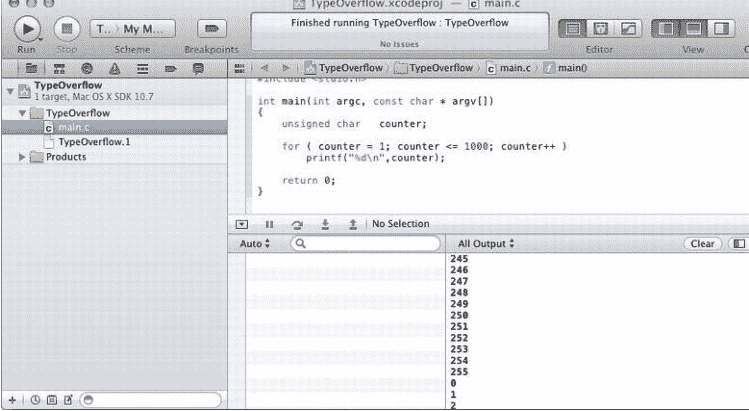 TypeOverflow.xcodeproj — main.c
Finished running TypeOverflow : TypeOverflow
No Issues
T... My M...
Run Stop Scheme Breakpoints Editor View
TypeOverflow
1 target, Mac OS X SDK 10.7
TypeOverflow
main.c
TypeOverflow.1
Products
TypeOverflow TypeOverflow main.c main()
#include <stdio.h>
int main(int argc, const char * argv[])
{
unsigned char counter;
for ( counter = 1; counter <= 1000; counter++ )
printf("%d\n",counter);
return 0;
}
No Selection
Auto
All Output
Clear
245
246
247
248
249
250
251
252
253
254
255
0
1
2